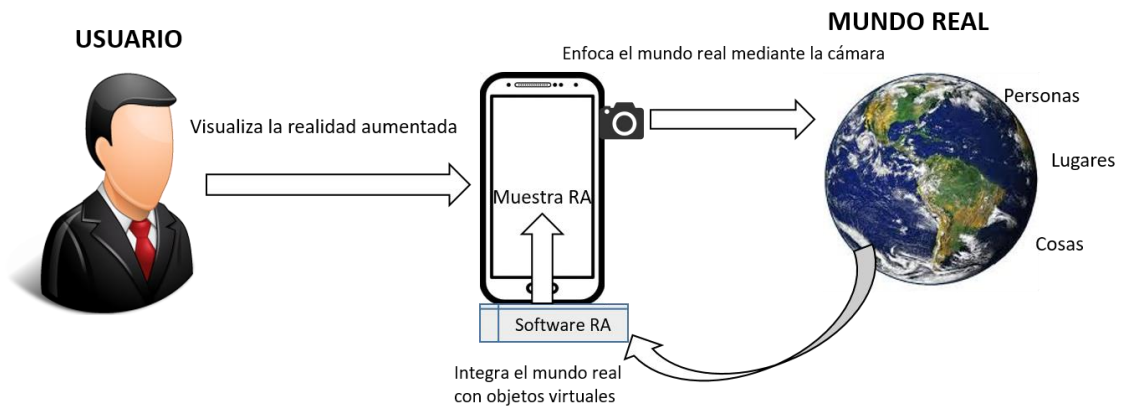 USUARIO
Visualiza la realidad aumentada
Enfoca el mundo real mediante la cámara
MUNDO REAL
Personas
Lugares
Cosas
Muestra RA
Software RA
Integra el mundo real
con objetos virtuales